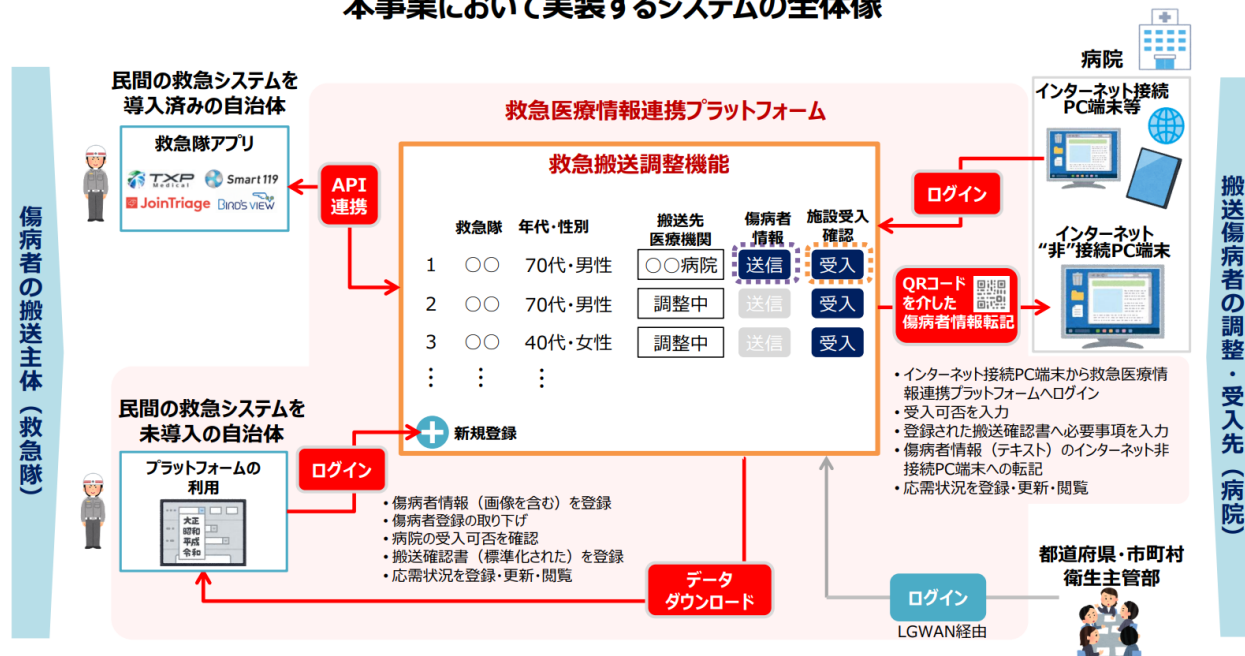 本事業において実装するシステムの全体像
傷病者の搬送主体（救急隊）
民間の救急システムを
導入済みの自治体
救急隊アプリ
TXP
Medical
Smart119
JoinTriage
BIRD'S VIEW
API
連携
救急医療情報連携プラットフォーム
救急搬送調整機能
救急隊 年代・性別 搬送先医療機関 傷病者情報 施設受入確認
1 〇〇 70代・男性 〇〇病院 送信 受入
2 〇〇 70代・男性 調整中 送信 受入
3 〇〇 40代・女性 調整中 送信 受入
⋮ ⋮ ⋮
新規登録
民間の救急システムを
未導入の自治体
プラットフォームの
利用
大正
昭和
平成
令和
ログイン
・傷病者情報（画像を含む）を登録
・傷病者登録の取り下げ
・病院の受入可否を確認
・搬送確認書（標準化された）を登録
・応需状況を登録・更新・閲覧
データ
ダウンロード
病院
インターネット接続
PC端末等
ログイン
インターネット
“非”接続PC端末
QRコード
を介した
傷病者情報転記
・インターネット接続PC端末から救急医療情
報連携プラットフォームへログイン
・受入可否を入力
・登録された搬送確認書へ必要事項を入力
・傷病者情報（テキスト）のインターネット非
接続PC端末への転記
・応需状況を登録・更新・閲覧
都道府県・市町村
衛生主管部
ログイン
LGWAN経由
搬送傷病者の調整・受入先（病院）